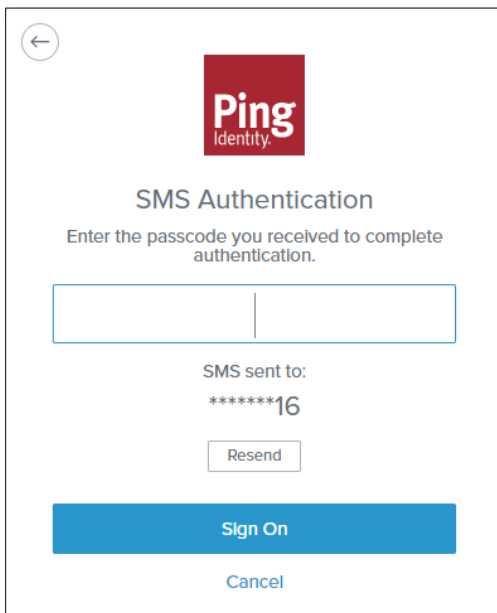 Ping
Identity.
SMS Authentication
Enter the passcode you received to complete
authentication.
SMS sent to:
*******16
Resend
Sign On
Cancel